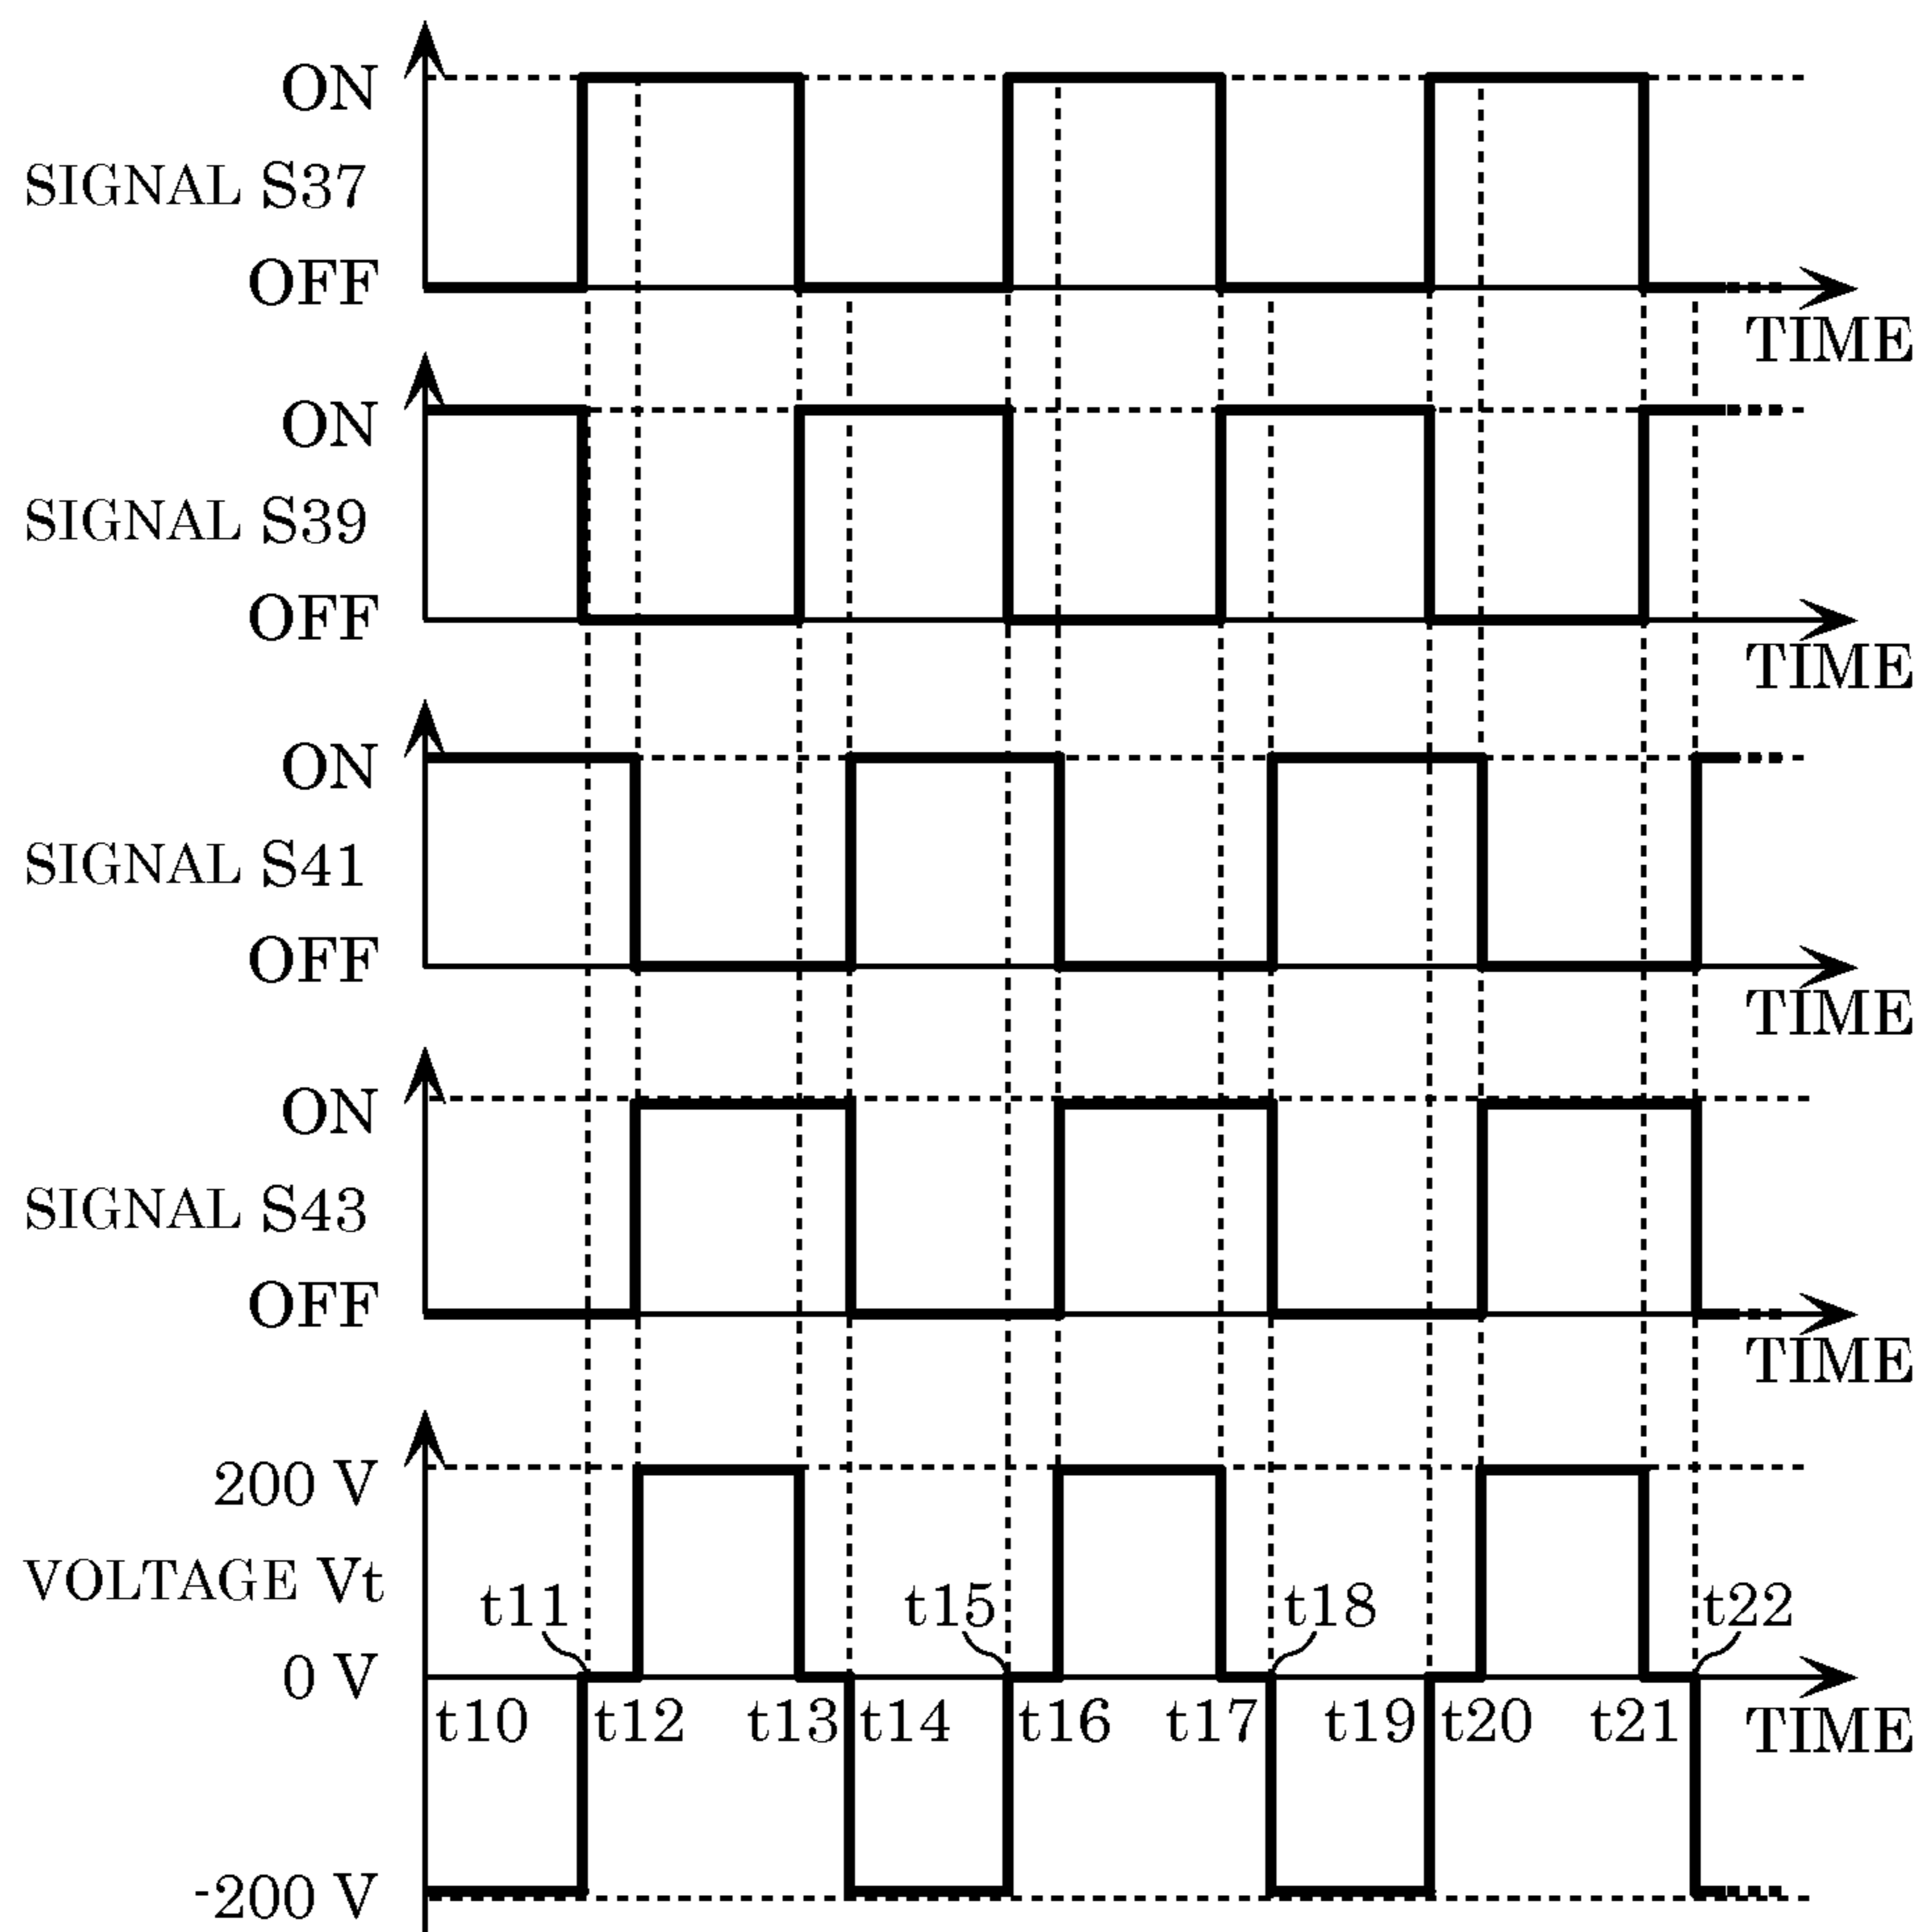 ON
SIGNAL S37
OFF
TIME
ON
SIGNAL S39
OFF
TIME
ON
SIGNAL S41
OFF
TIME
ON
SIGNAL S43
OFF
TIME
200 V
VOLTAGE Vt
t11 t15 t18 t22
0 V
t10 t12 t13 t14 t16 t17 t19 t20 t21 TIME
-200 V